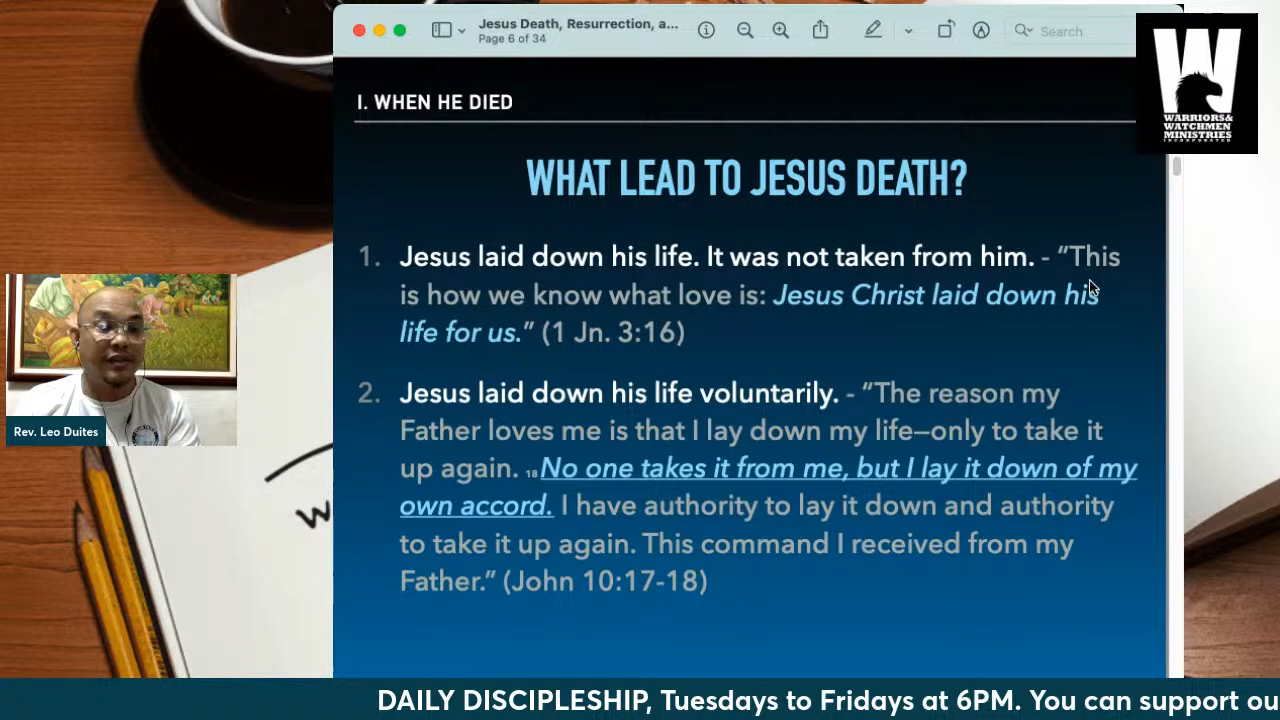 Jesus Death, Resurrection, a...
Page 6 of 34
Search
W
WARRIORS&
WATCHMEN
MINISTRIES
INCORPORATED
I. WHEN HE DIED
WHAT LEAD TO JESUS DEATH?
1. Jesus laid down his life. It was not taken from him. - “This
is how we know what love is: Jesus Christ laid down his
life for us.” (1 Jn. 3:16)
2. Jesus laid down his life voluntarily. - “The reason my
Father loves me is that I lay down my life—only to take it
up again. 18 No one takes it from me, but I lay it down of my
own accord. I have authority to lay it down and authority
to take it up again. This command I received from my
Father.” (John 10:17-18)
Rev. Leo Duites
W
DAILY DISCIPLESHIP, Tuesdays to Fridays at 6PM. You can support ou